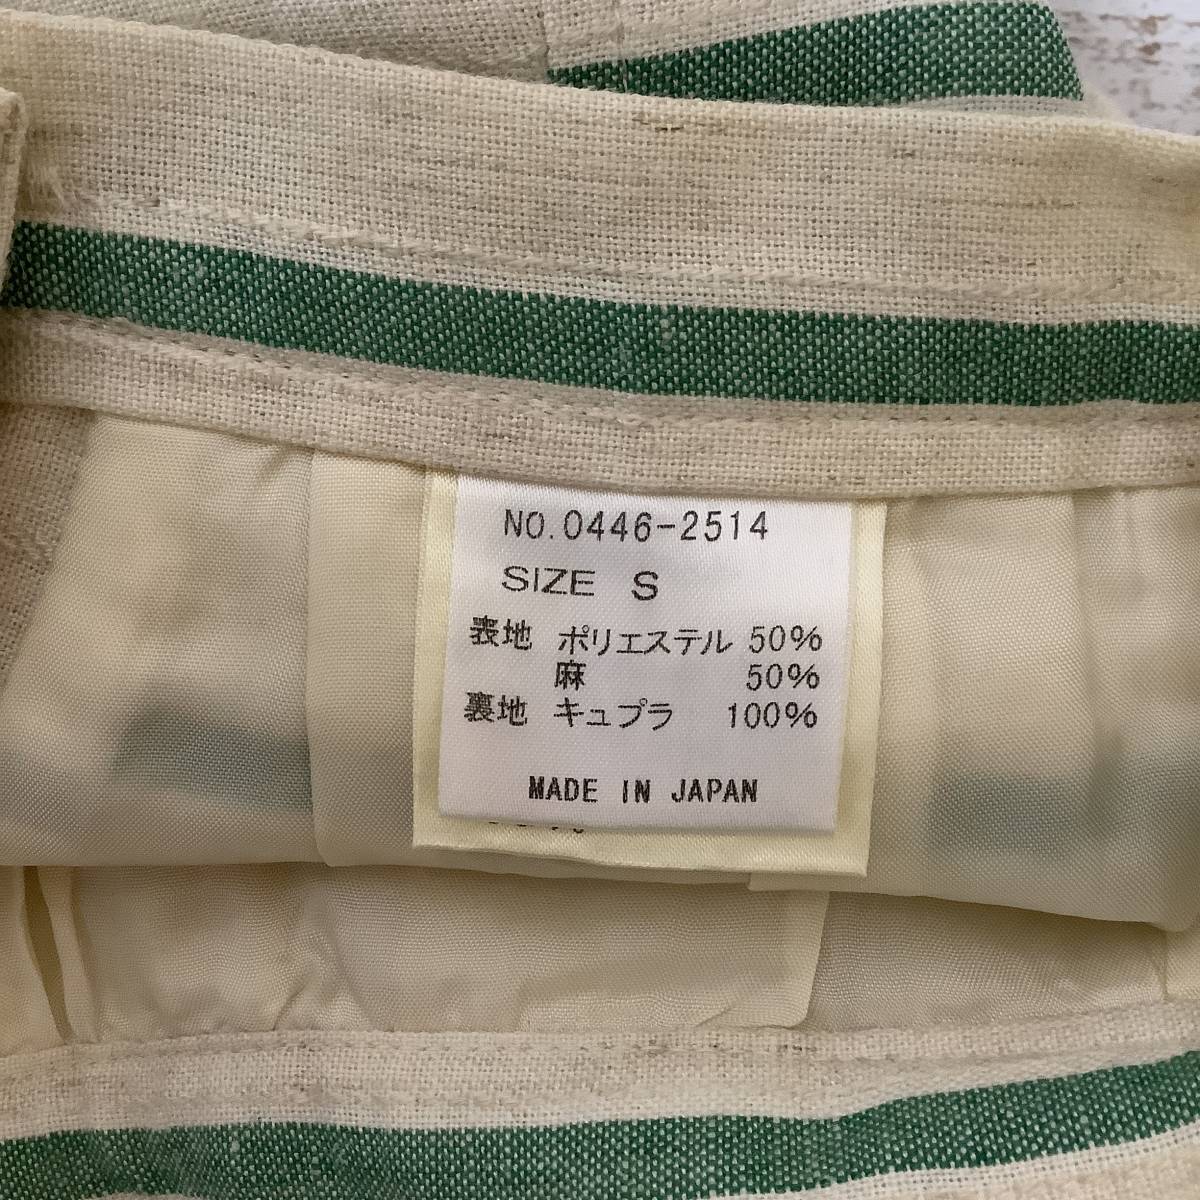 NO.0446-2514
SIZE S
表地 ポリエステル 50%
麻 50%
裏地 キュプラ 100%
MADE IN JAPAN